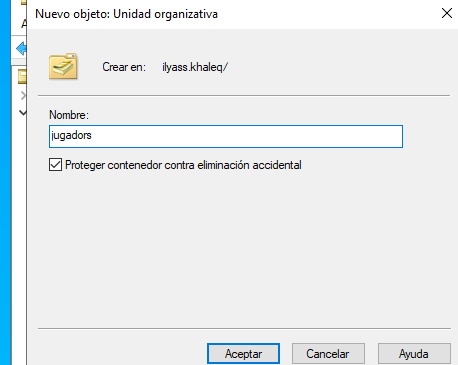 Nuevo objeto: Unidad organizativa
A
Crear en: ilyass.khaleq/
Nombre:
jugadors
Proteger contenedor contra eliminación accidental
Aceptar Cancelar Ayuda